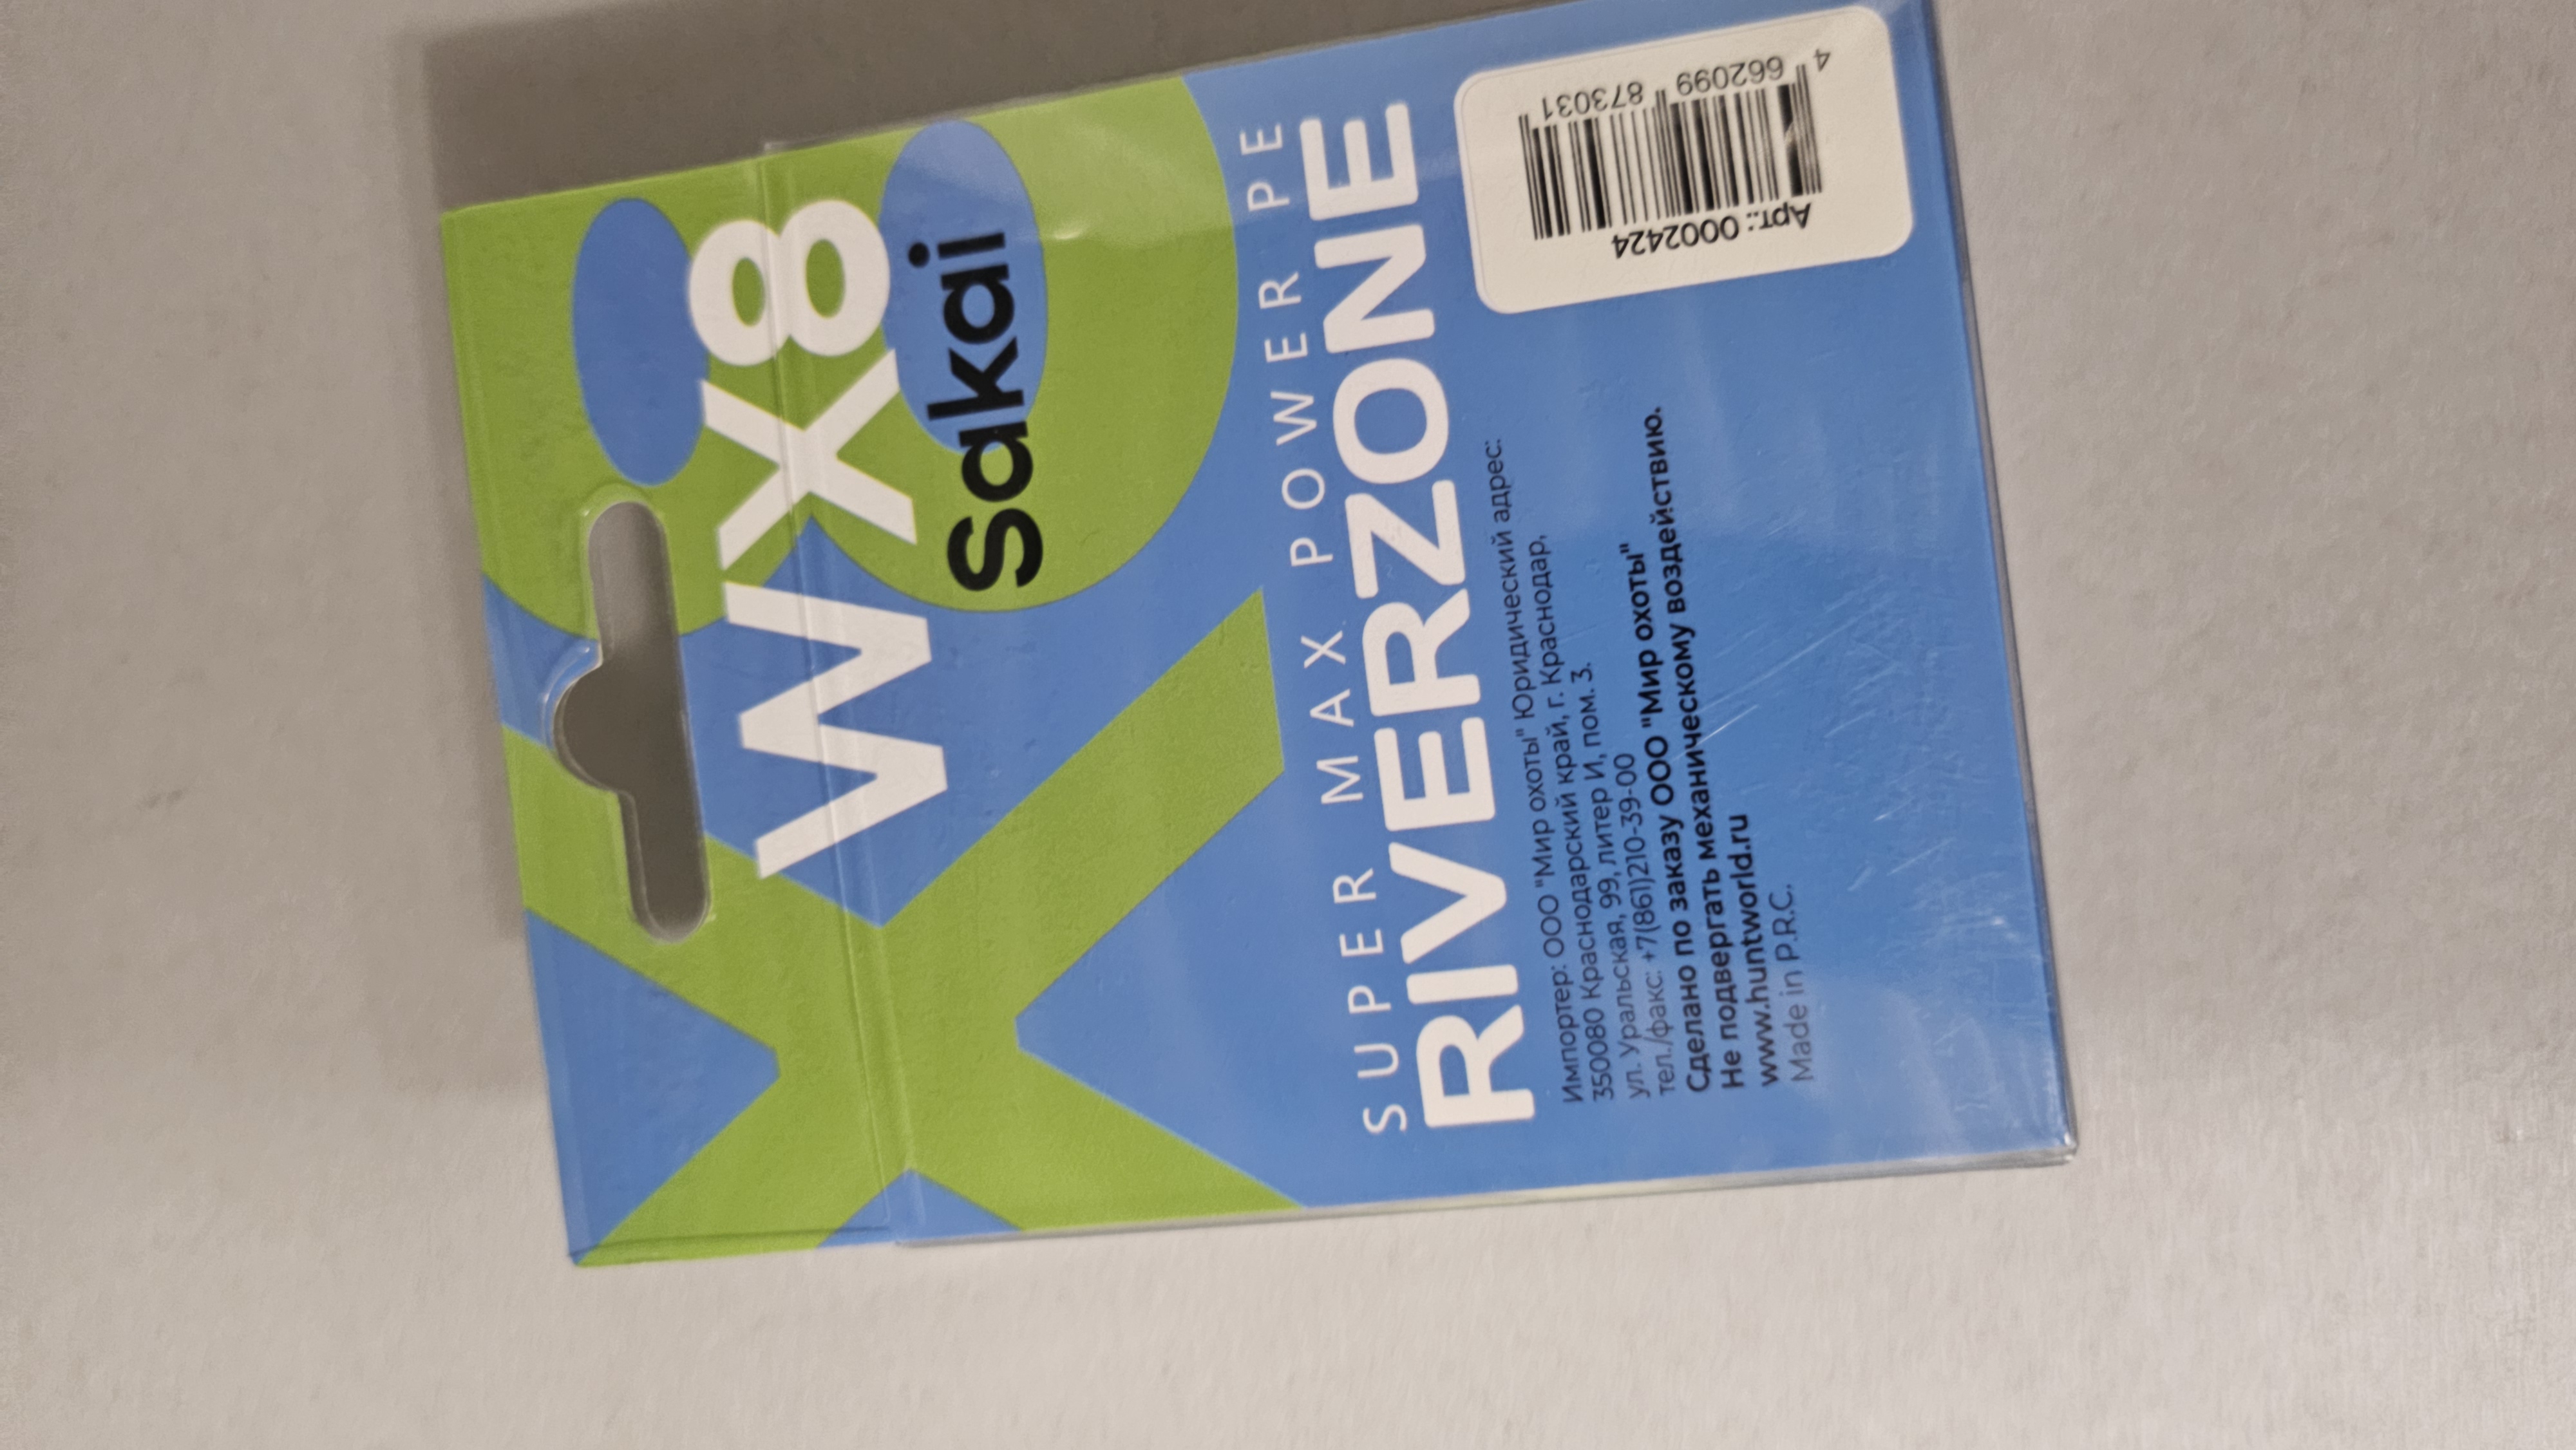 WX8
Sakai
SUPER MAX POWER PE
RIVERZONE
Импортер: ООО "Мир охоты" Юридический адрес:
3500080 Краснодарский край, г. Краснодар,
ул. Уральская, 99, литер И, пом. 3.
тел./факс: +7(861)210-39-00
Сделано по заказу ООО "Мир охоты"
Не подвергать механическому воздействию.
www.huntworld.ru
Made in P.R.C.
Арт.: 0002424
4 662099 873031